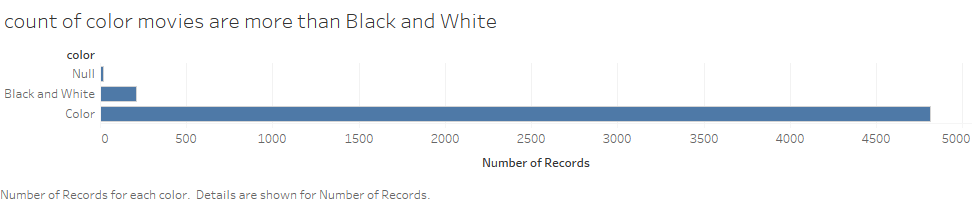 count of color movies are more than Black and White
color
Null
Black and White
Color
0 500 1000 1500 2000 2500 3000 3500 4000 4500 5000
Number of Records
Number of Records for each color. Details are shown for Number of Records.